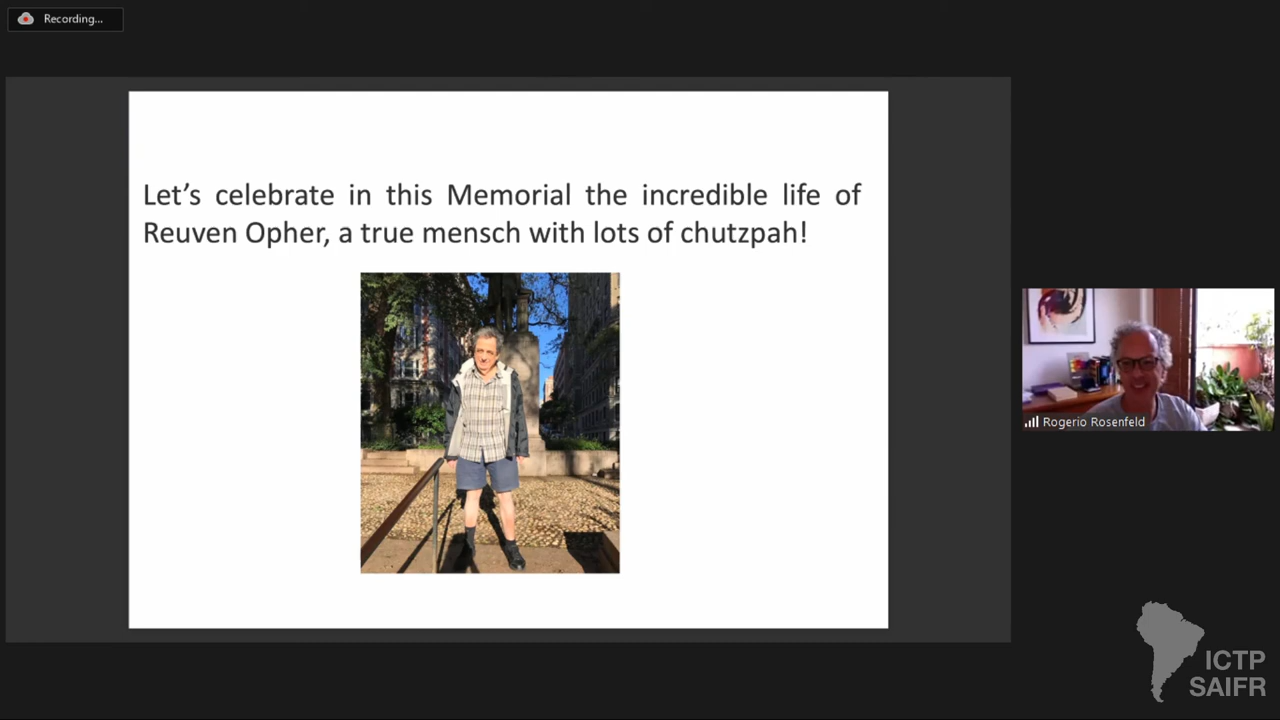 Recording...
Let's celebrate in this Memorial the incredible life of
Reuven Opher, a true mensch with lots of chutzpah!
Rogerio Rosenfeld
ICTP
SAIFR